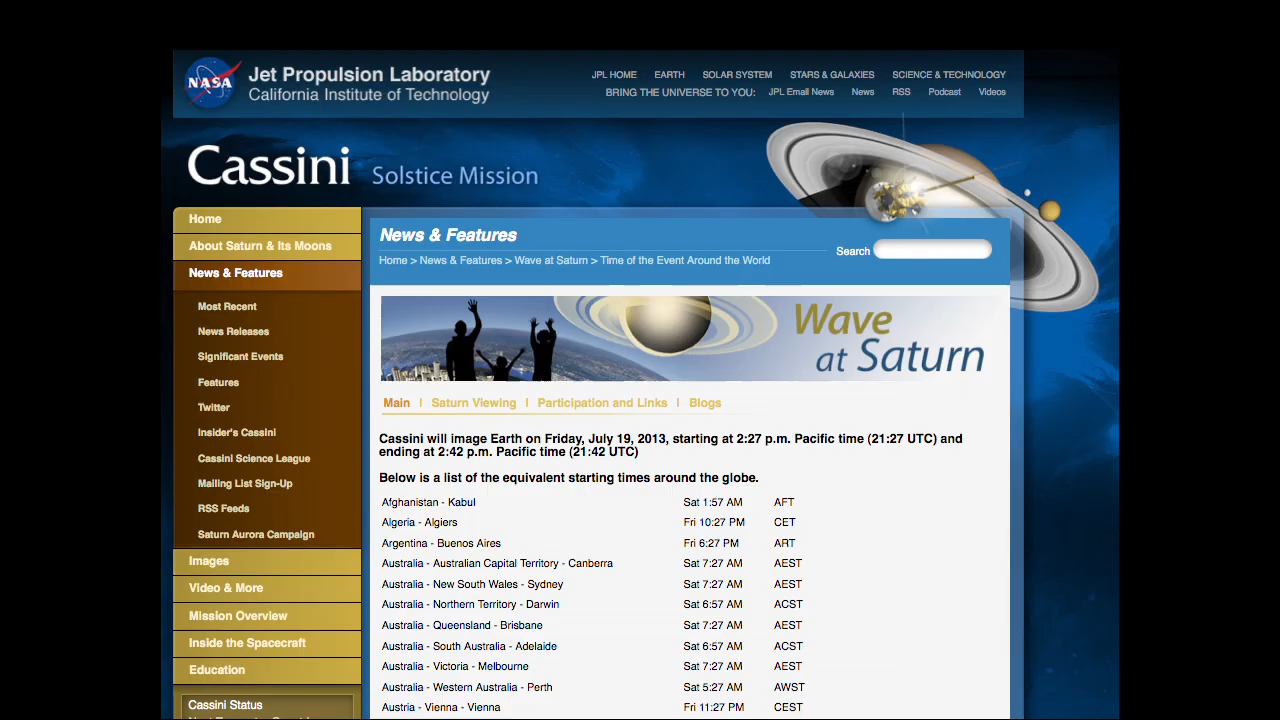 NASA
Jet Propulsion Laboratory
California Institute of Technology
JPL HOME EARTH SOLAR SYSTEM STARS & GALAXIES SCIENCE & TECHNOLOGY
BRING THE UNIVERSE TO YOU: JPL Email News News RSS Podcast Videos
Cassini Solstice Mission
Home
About Saturn & Its Moons
News & Features
Most Recent
News Releases
Significant Events
Features
Twitter
Insider's Cassini
Cassini Science League
Mailing List Sign-Up
RSS Feeds
Saturn Aurora Campaign
Images
Video & More
Mission Overview
Inside the Spacecraft
Education
Cassini Status
News & Features
Search
Home > News & Features > Wave at Saturn > Time of the Event Around the World
Wave
at Saturn
Main | Saturn Viewing | Participation and Links | Blogs
Cassini will image Earth on Friday, July 19, 2013, starting at 2:27 p.m. Pacific time (21:27 UTC) and
ending at 2:42 p.m. Pacific time (21:42 UTC)
Below is a list of the equivalent starting times around the globe.
Afghanistan - Kabul Sat 1:57 AM AFT
Algeria - Algiers Fri 10:27 PM CET
Argentina - Buenos Aires Fri 6:27 PM ART
Australia - Australian Capital Territory - Canberra Sat 7:27 AM AEST
Australia - New South Wales - Sydney Sat 7:27 AM AEST
Australia - Northern Territory - Darwin Sat 6:57 AM ACST
Australia - Queensland - Brisbane Sat 7:27 AM AEST
Australia - South Australia - Adelaide Sat 6:57 AM ACST
Australia - Victoria - Melbourne Sat 7:27 AM AEST
Australia - Western Australia - Perth Sat 5:27 AM AWST
Austria - Vienna - Vienna Fri 11:27 PM CEST